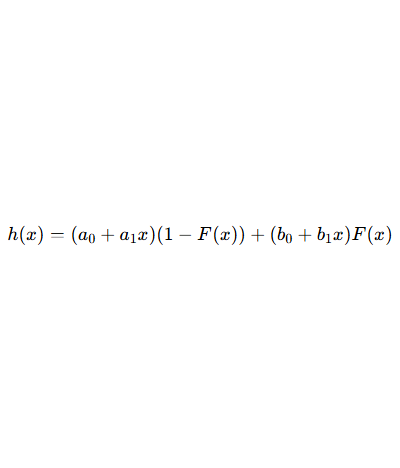 h(x) = (a₀ + a₁x)(1 − F(x)) + (b₀ + b₁x)F(x)